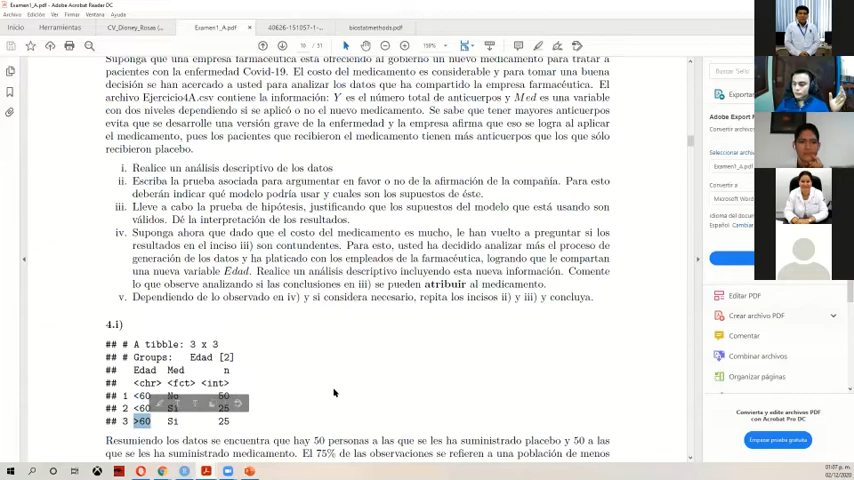 Examen1_A.pdf - Adobe Acrobat Reader DC
Archivo Edición Ver Firmar Ventana Ayuda
Inicio Herramientas CV_Disney_Rosas (... Examen1_A.pdf × 40626-151057-1-... biostatmethods.pdf
16 / 31 158%
Suponga que una empresa farmacéutica está ofreciendo al gobierno un nuevo medicamento para tratar a
pacientes con la enfermedad Covid-19. El costo del medicamento es considerable y para tomar una buena
decisión se han acercado a usted para analizar los datos que ha compartido la empresa farmacéutica. El
archivo Ejercicio4A.csv contiene la información: Y es el número total de anticuerpos y Med es una variable
con dos niveles dependiendo si se aplicó o no el nuevo medicamento. Se sabe que tener mayores anticuerpos
evita que se desarrolle una versión grave de la enfermedad y la empresa afirma que eso se logra al aplicar
el medicamento, pues los pacientes que recibieron el medicamento tienen más anticuerpos que los que sólo
recibieron placebo.
i. Realice un análisis descriptivo de los datos
ii. Escriba la prueba asociada para argumentar en favor o no de la afirmación de la compañía. Para esto
deberán indicar qué modelo podría usar y cuales son los supuestos de éste.
iii. Lleve a cabo la prueba de hipótesis, justificando que los supuestos del modelo que está usando son
válidos. Dé la interpretación de los resultados.
iv. Suponga ahora que dado que el costo del medicamento es mucho, le han vuelto a preguntar si los
resultados en el inciso iii) son contundentes. Para esto, usted ha decidido analizar más el proceso de
generación de los datos y ha platicado con los empleados de la farmacéutica, logrando que le compartan
una nueva variable Edad. Realice un análisis descriptivo incluyendo esta nueva información. Comente
lo que observe analizando si las conclusiones en iii) se pueden atribuir al medicamento.
v. Dependiendo de lo observado en iv) y si considera necesario, repita los incisos ii) y iii) y concluya.
4.i)
## # A tibble: 3 x 3
## # Groups: Edad [2]
## Edad Med n
## <chr> <fct> <int>
## 1 <60 No 50
## 2 <60 Si 25
## 3 >60 Si 25
Resumiendo los datos se encuentra que hay 50 personas a las que se les ha suministrado placebo y 50 a las
que se les ha suministrado medicamento. El 75% de las observaciones se refieren a una población de menos
Exportar
Adobe Export
Examen1_A.pdf
Convertir a
Microsoft Word
Idioma del
Editar PDF
Crear archivo PDF
Comentar
Combinar archivos
Organizar páginas
Convierta y edite archivos PDF
con Acrobat Pro DC
Empezar prueba gratuita
01:07 p. m.